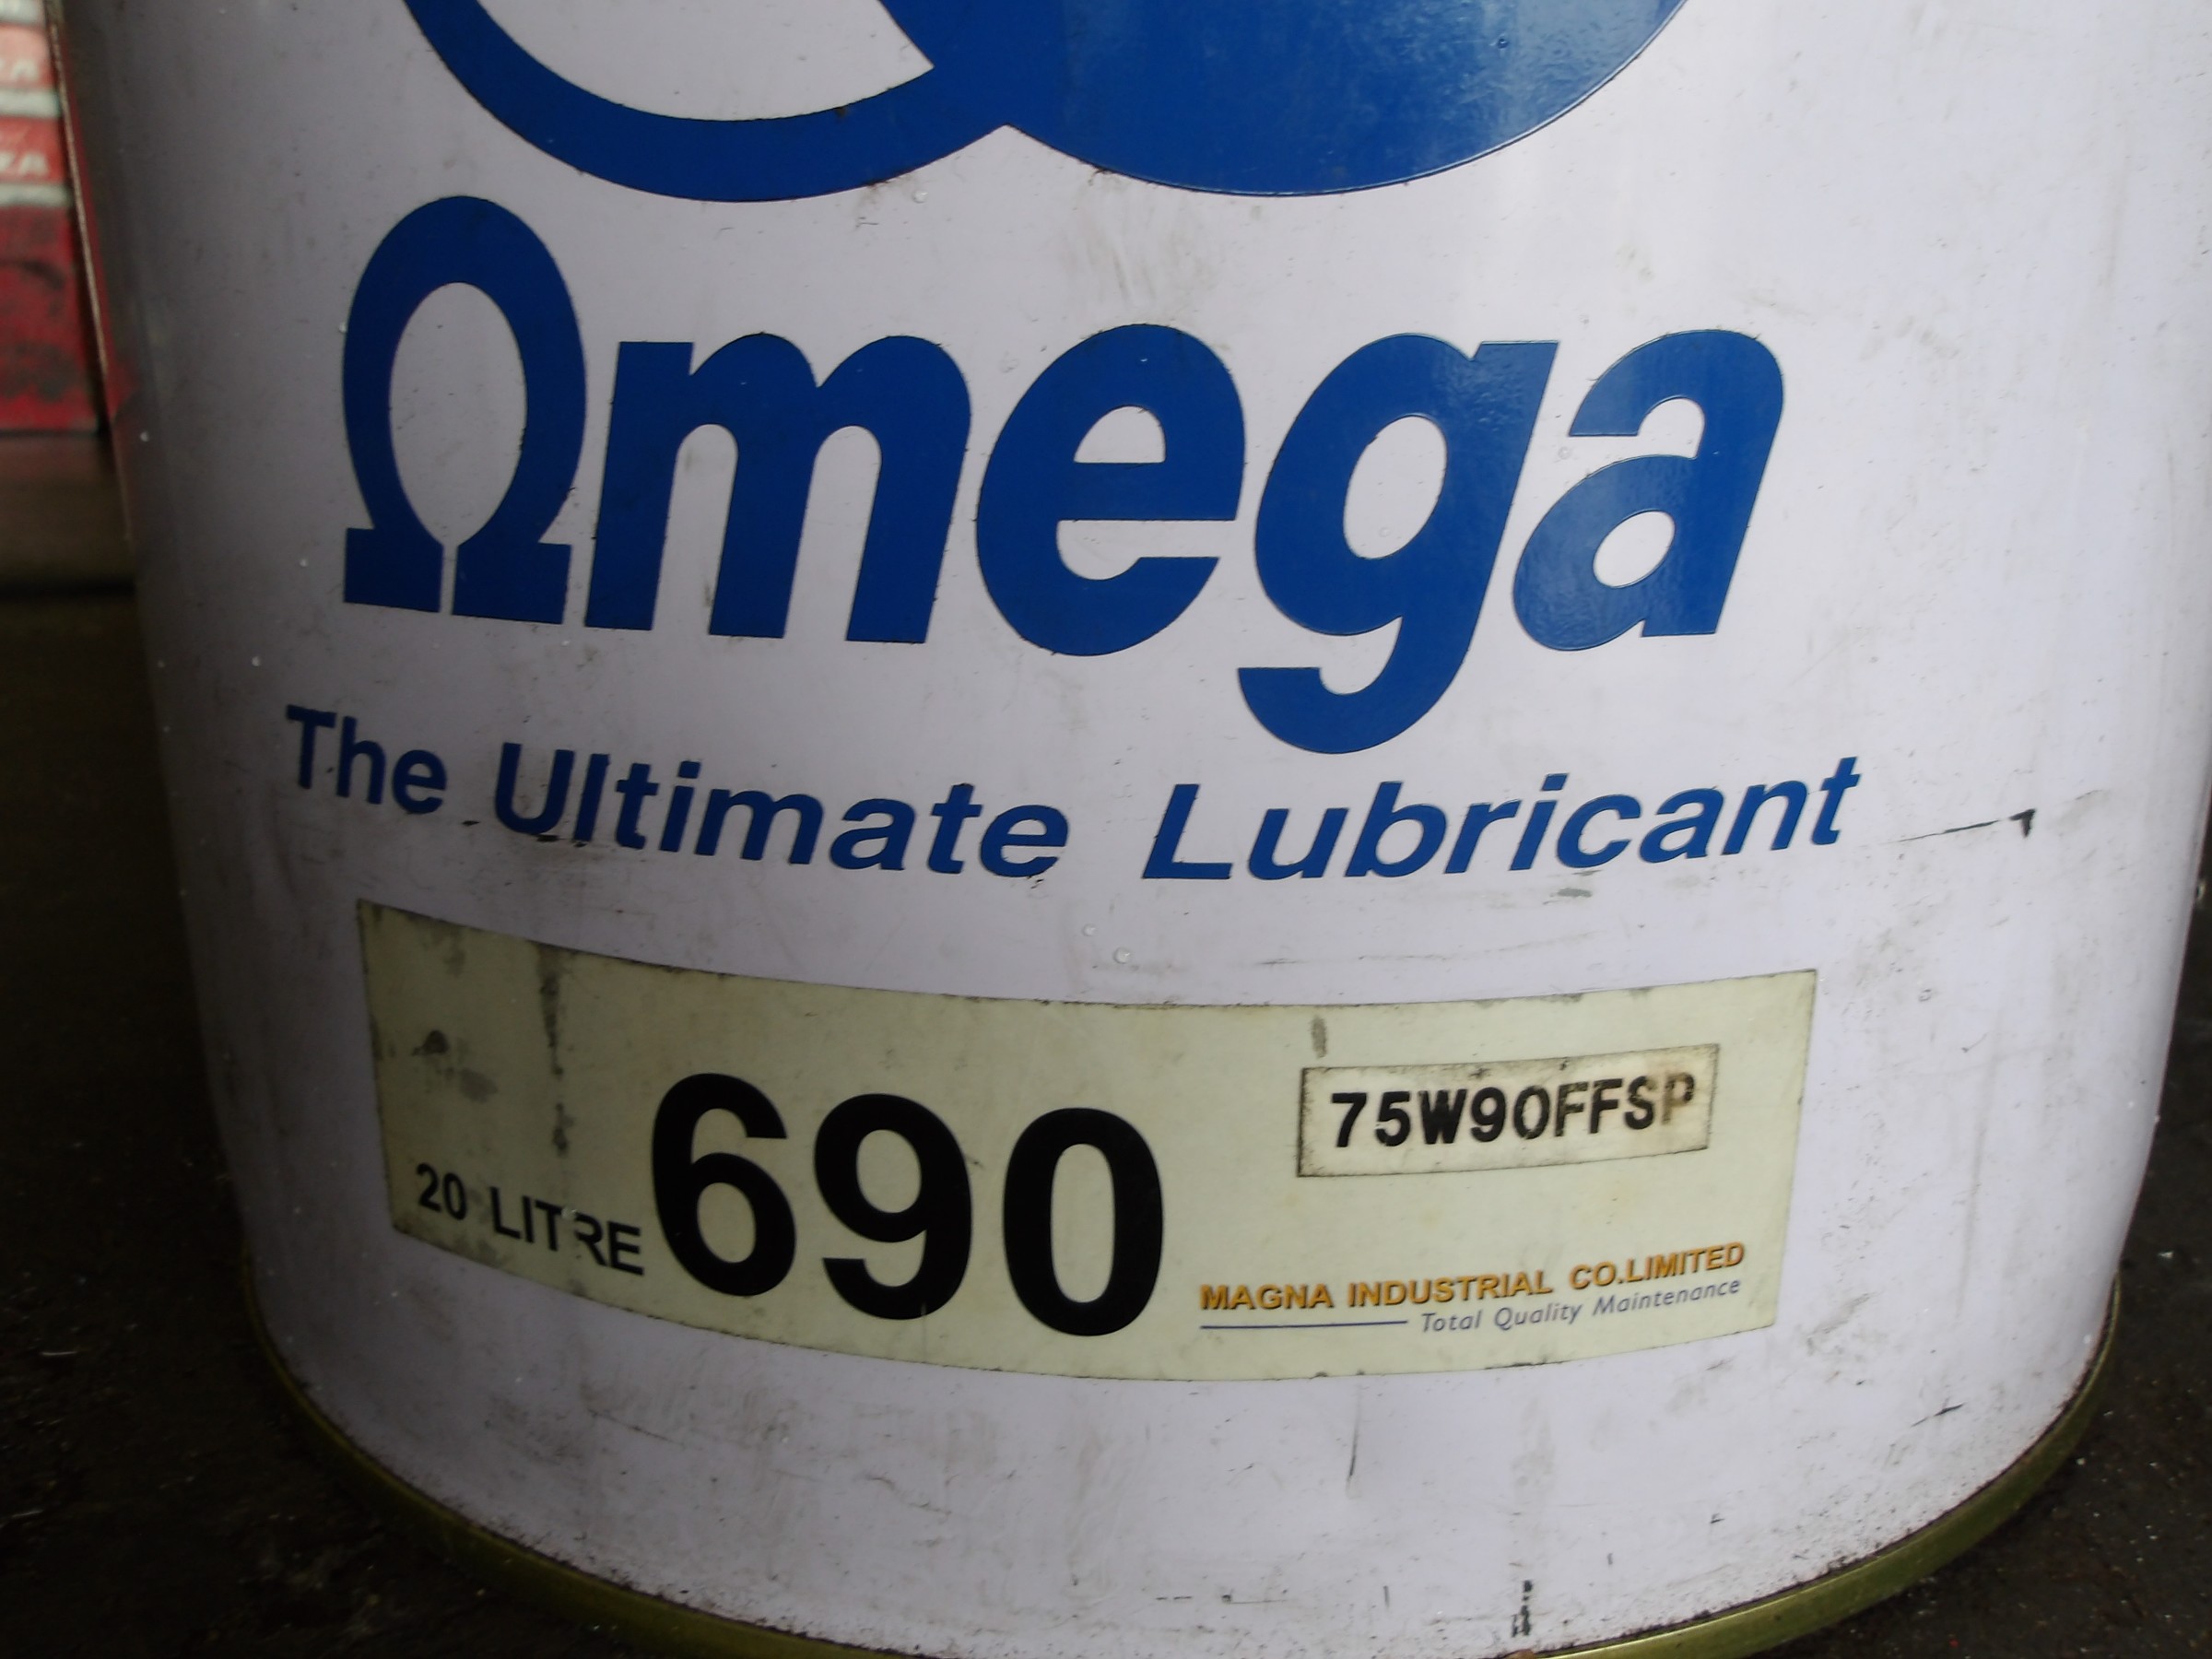 Ωmega
The Ultimate Lubricant
75W90FFSP
20 LITRE 690
MAGNA INDUSTRIAL CO.LIMITED
Total Quality Maintenance